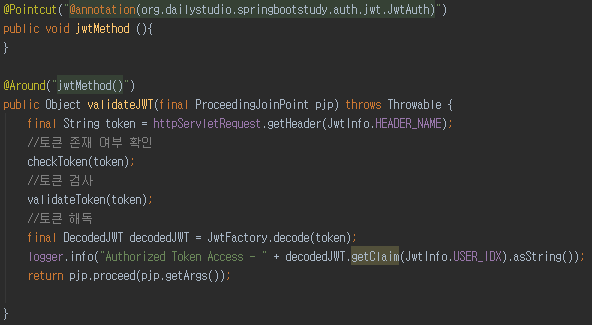 @Pointcut("@annotation(org.dailystudio.springbootstudy.auth.jwt.JwtAuth)")
public void jwtMethod (){
}
@Around("jwtMethod()")
public Object validateJWT(final ProceedingJoinPoint pjp) throws Throwable {
final String token = httpServletRequest.getHeader(JwtInfo.HEADER_NAME);
//토큰 존재 여부 확인
checkToken(token);
//토큰 검사
validateToken(token);
//토큰 해독
final DecodedJWT decodedJWT = JwtFactory.decode(token);
logger.info("Authorized Token Access - " + decodedJWT.getClaim(JwtInfo.USER_IDX).asString());
return pjp.proceed(pjp.getArgs());
}